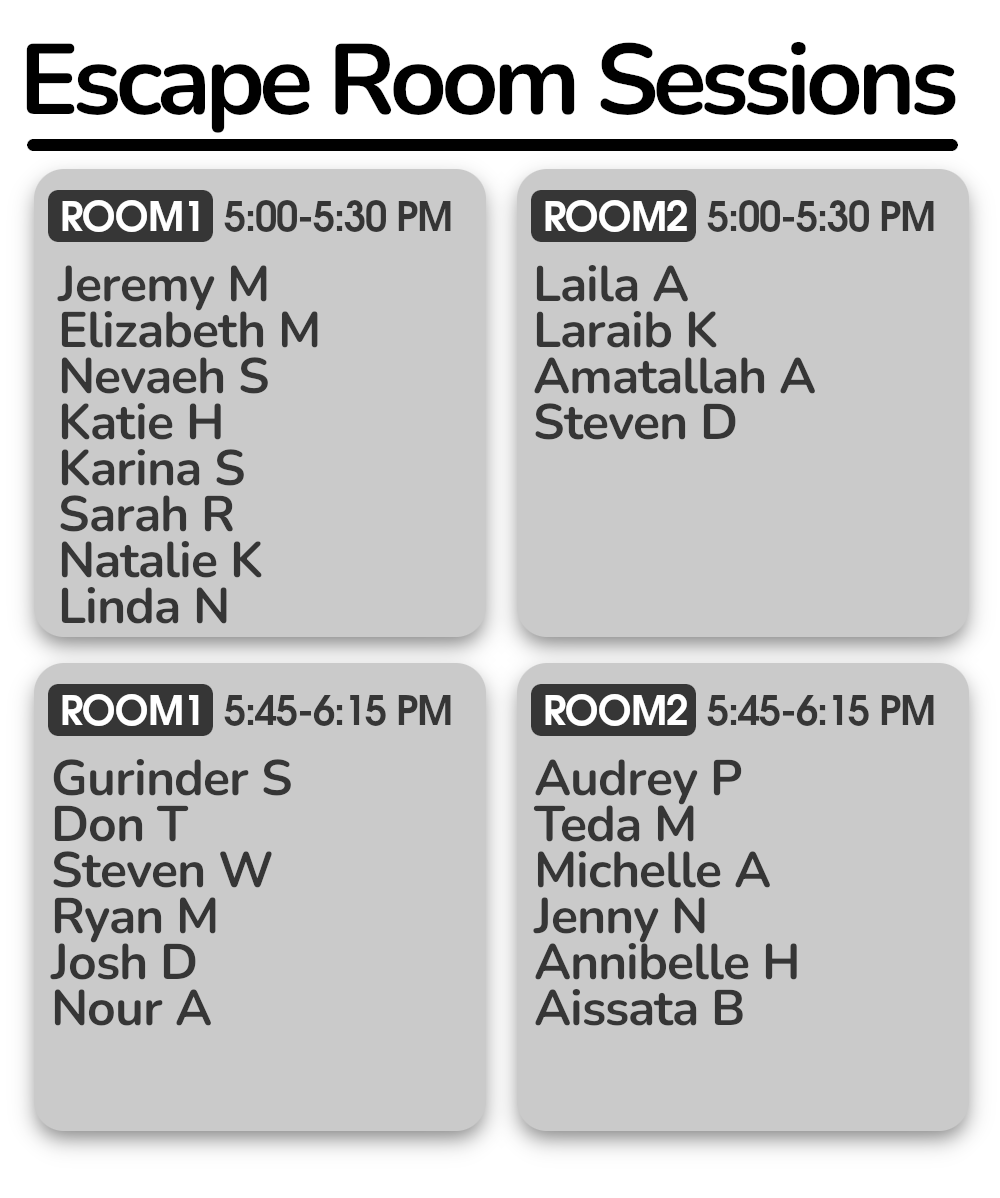 Escape Room Sessions
ROOM1 5:00-5:30 PM
Jeremy M
Elizabeth M
Nevaeh S
Katie H
Karina S
Sarah R
Natalie K
Linda N
ROOM2 5:00-5:30 PM
Laila A
Laraib K
Amatallah A
Steven D
ROOM1 5:45-6:15 PM
Gurinder S
Don T
Steven W
Ryan M
Josh D
Nour A
ROOM2 5:45-6:15 PM
Audrey P
Teda M
Michelle A
Jenny N
Annibelle H
Aissata B